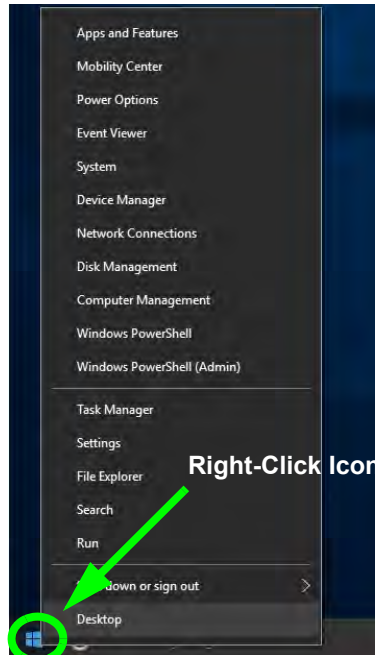 Apps and Features
Mobility Center
Power Options
Event Viewer
System
Device Manager
Network Connections
Disk Management
Computer Management
Windows PowerShell
Windows PowerShell (Admin)
Task Manager
Settings
Right-Click Icon
File Explorer
Search
Run
down or sign out
Desktop